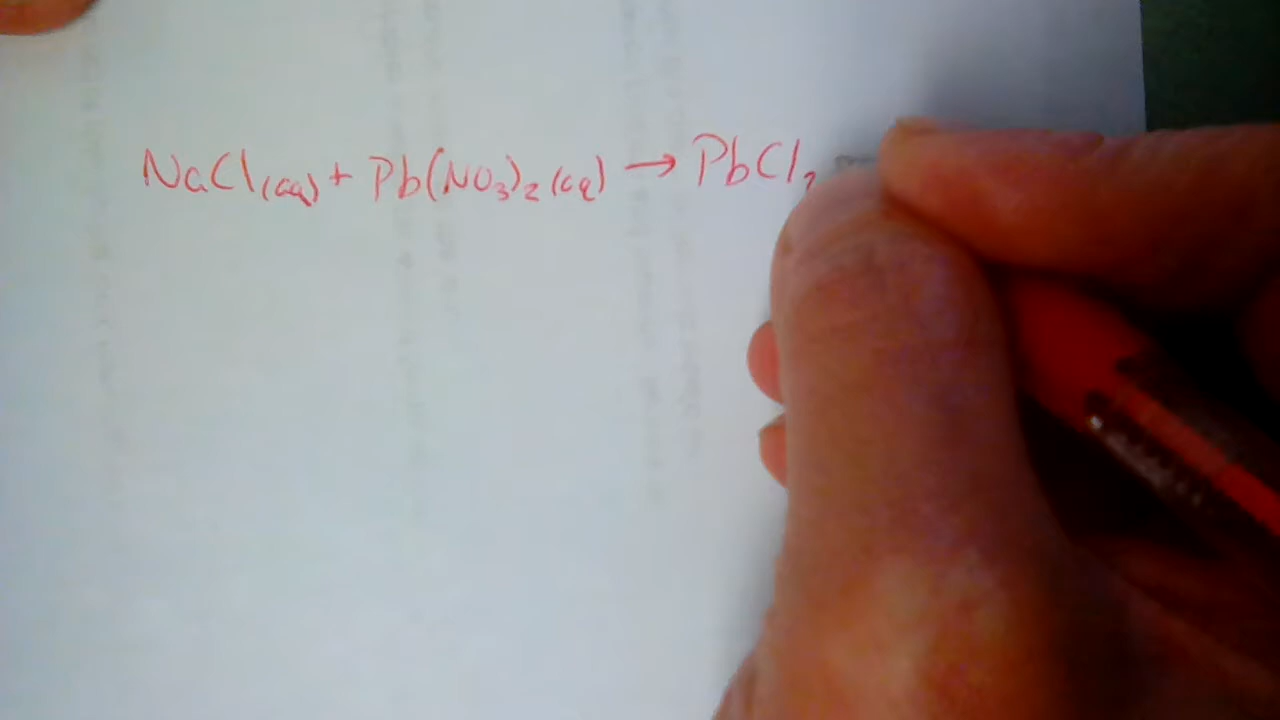 NaCl(aq) + Pb(NO₃)₂ (aq) → PbCl₂